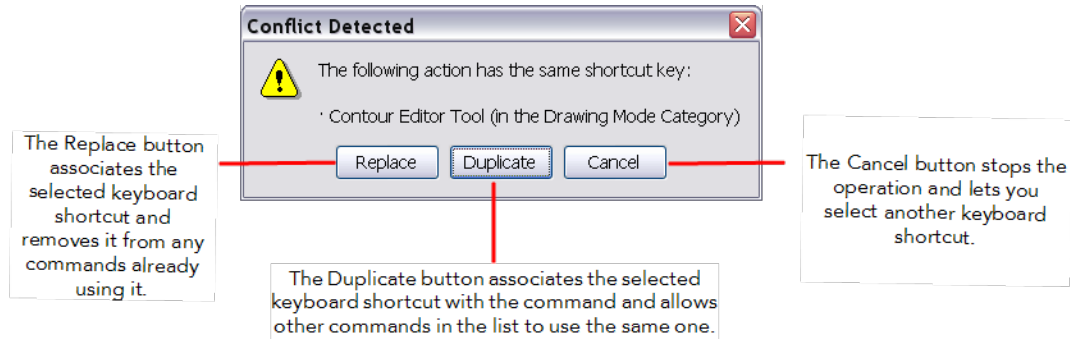 Conflict Detected
The following action has the same shortcut key:
· Contour Editor Tool (in the Drawing Mode Category)
Replace
Duplicate
Cancel
The Replace button
associates the
selected keyboard
shortcut and
removes it from any
commands already
using it.
The Duplicate button associates the selected
keyboard shortcut with the command and allows
other commands in the list to use the same one.
The Cancel button stops the
operation and lets you
select another keyboard
shortcut.